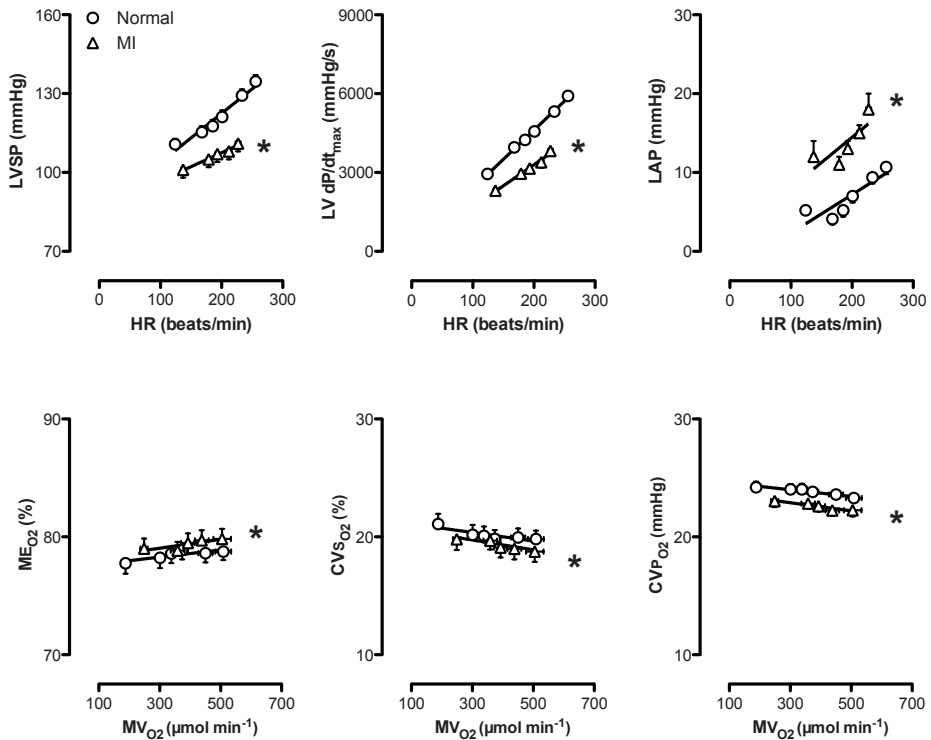 Normal
MI
LVSP (mmHg)
160
130
100
70
0 100 200 300
HR (beats/min)
*
LV dP/dtmax (mmHg/s)
9000
6000
3000
0
0 100 200 300
HR (beats/min)
*
LAP (mmHg)
30
20
10
0
0 100 200 300
HR (beats/min)
*
MEO2 (%)
90
80
70
100 300 500 700
MVO2 (µmol min-1)
*
CVSO2 (%)
30
20
10
100 300 500 700
MVO2 (µmol min-1)
*
CVPO2 (mmHg)
30
20
10
100 300 500 700
MVO2 (µmol min-1)
*